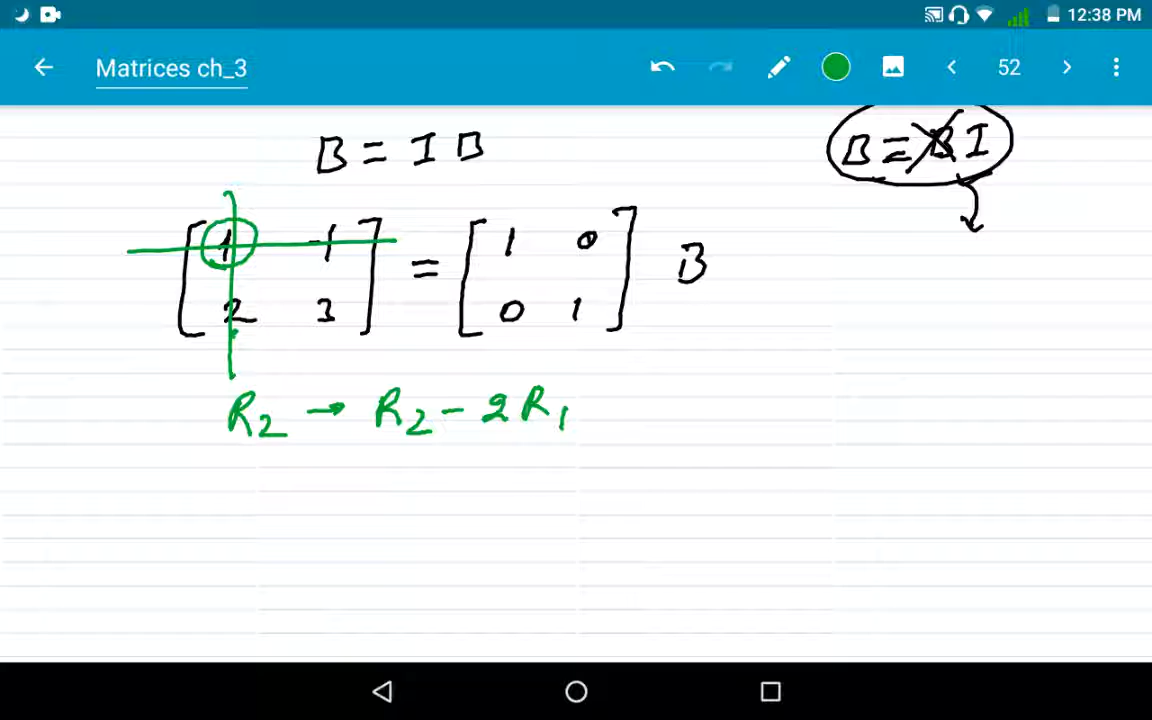 12:38 PM
Matrices ch_3
52
B = I B
B = B I
[1 -1
2 3] = [1 0
0 1] B
R2 → R2 - 2R1